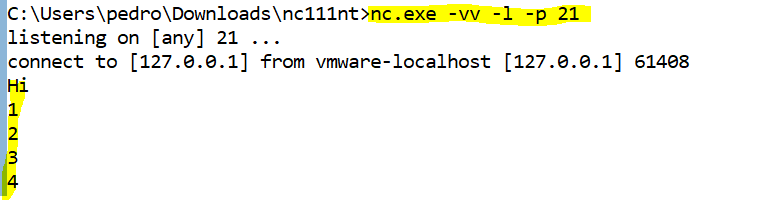 C:\Users\pedro\Downloads\nc111nt>nc.exe -vv -l -p 21
listening on [any] 21 ...
connect to [127.0.0.1] from vmware-localhost [127.0.0.1] 61408
Hi
1
2
3
4